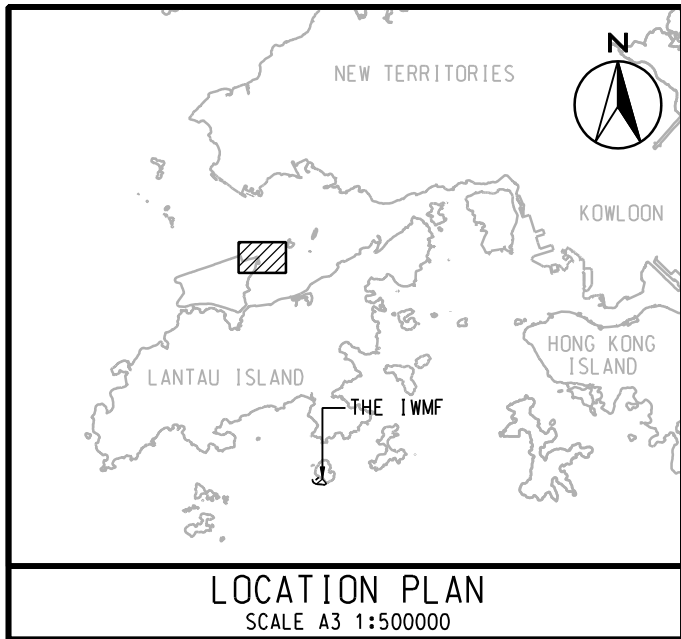 N
NEW TERRITORIES
KOWLOON
HONG KONG
ISLAND
LANTAU ISLAND
THE IWMF
LOCATION PLAN
SCALE A3 1:500000